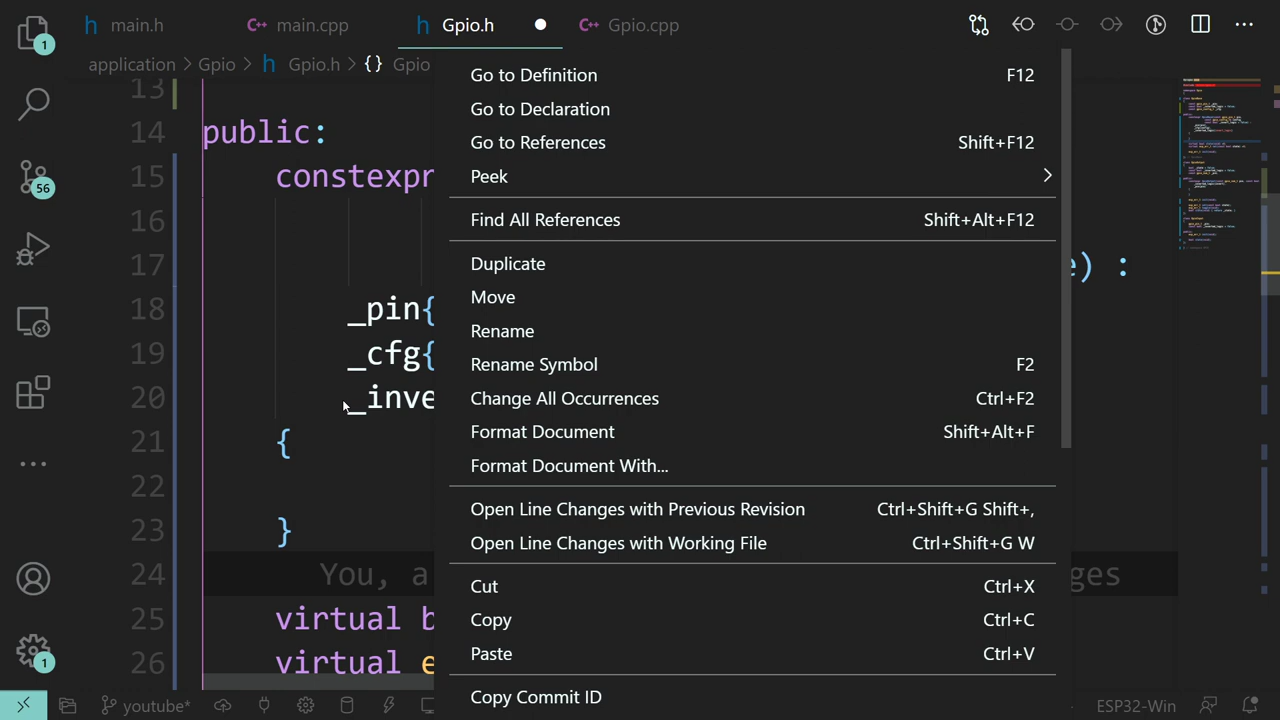 main.h
main.cpp
Gpio.h
Gpio.cpp
application > Gpio > Gpio.h > {} Gpio
13
14 public:
15 constexpr
16
17 e) :
18 _pin{
19 _cfg{
20 _inve
21 {
22
23 }
24 You, a ges
25 virtual b
26 virtual e
Go to Definition F12
Go to Declaration
Go to References Shift+F12
Peek
Find All References Shift+Alt+F12
Duplicate
Move
Rename
Rename Symbol F2
Change All Occurrences Ctrl+F2
Format Document Shift+Alt+F
Format Document With...
Open Line Changes with Previous Revision Ctrl+Shift+G Shift+,
Open Line Changes with Working File Ctrl+Shift+G W
Cut Ctrl+X
Copy Ctrl+C
Paste Ctrl+V
Copy Commit ID
1
56
1
youtube*
ESP32-Win